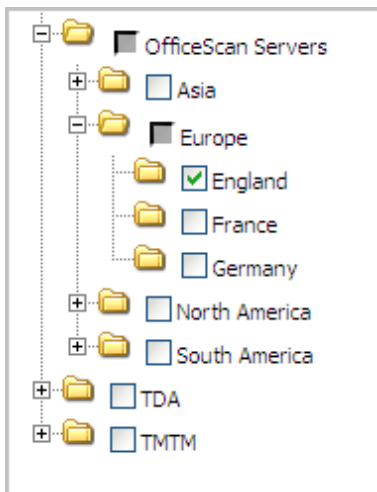 OfficeScan Servers
Asia
Europe
England
France
Germany
North America
South America
TDA
TMTM